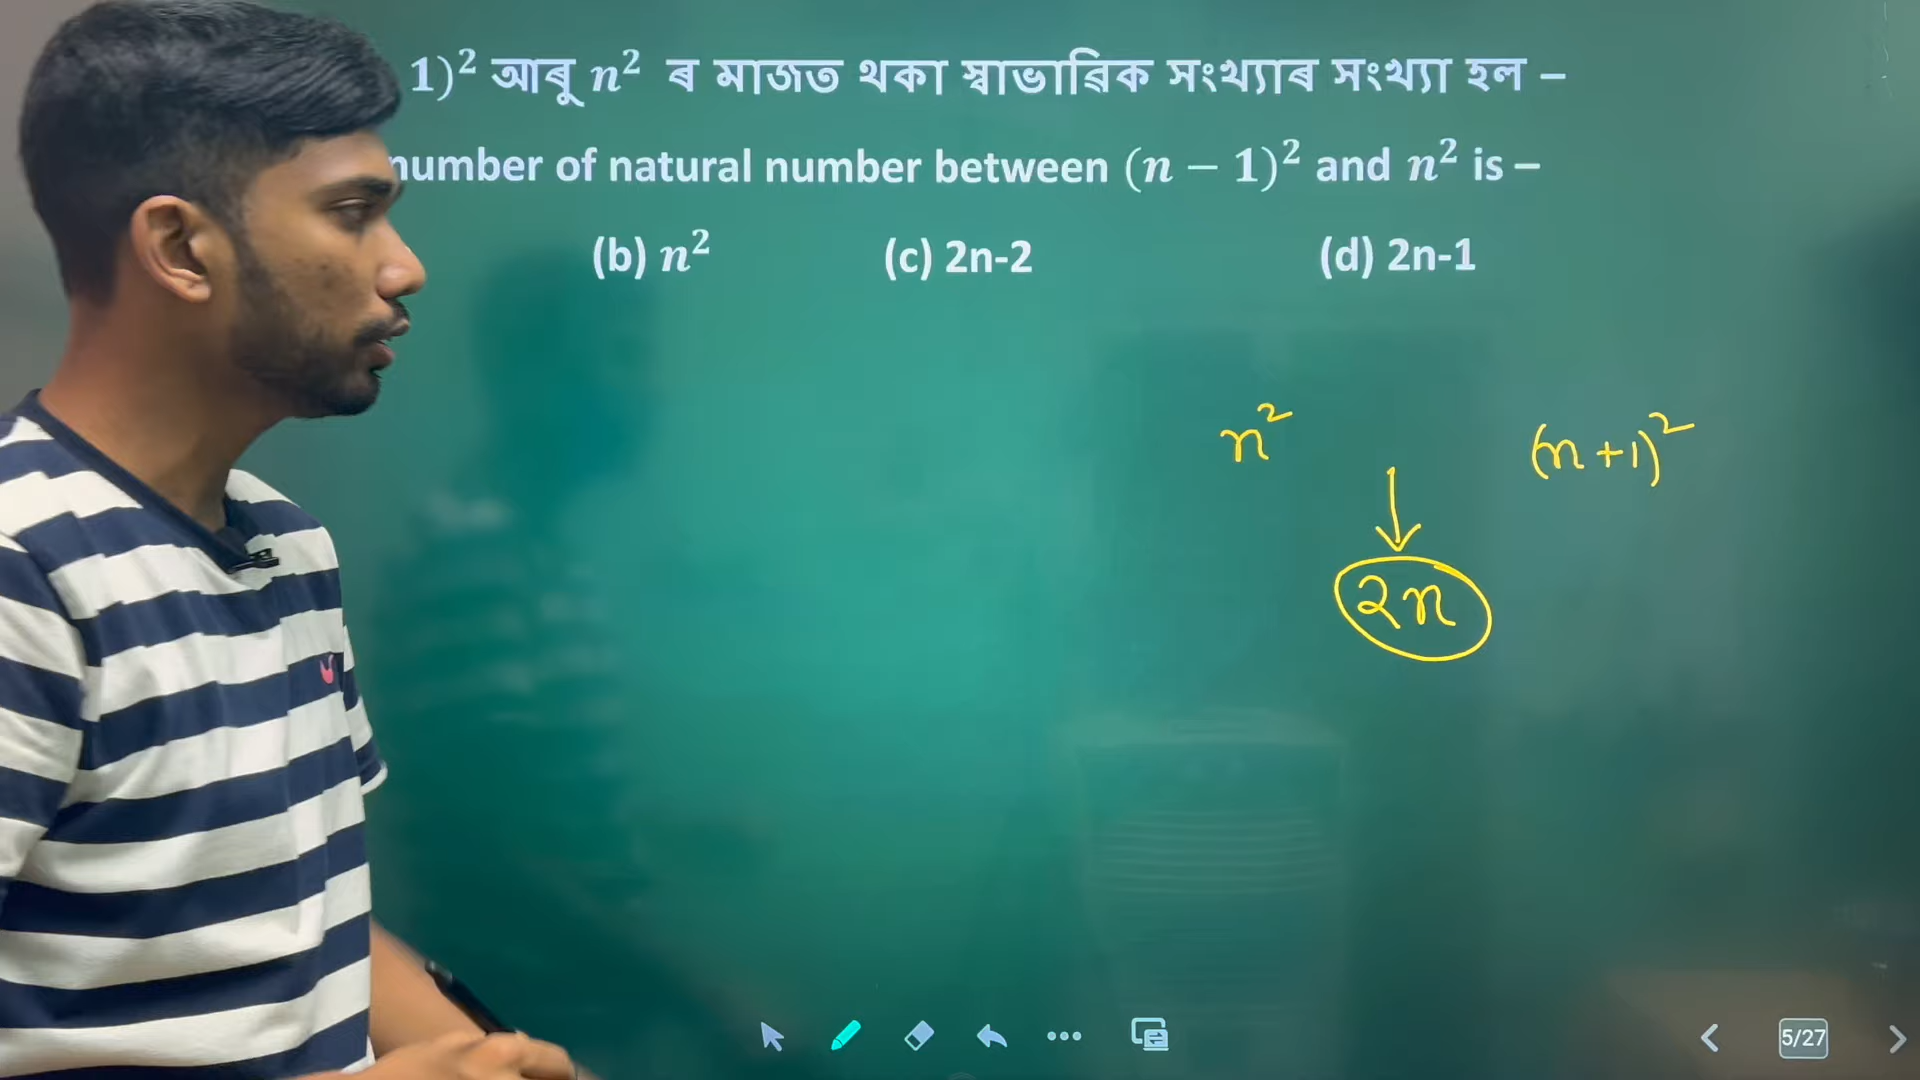 1)² আৰু n² ৰ মাজত থকা স্বাভাৱিক সংখ্যাৰ সংখ্যা হল –
number of natural number between (n − 1)² and n² is –
(b) n² (c) 2n-2 (d) 2n-1
n² (n+1)²
2n
5/27